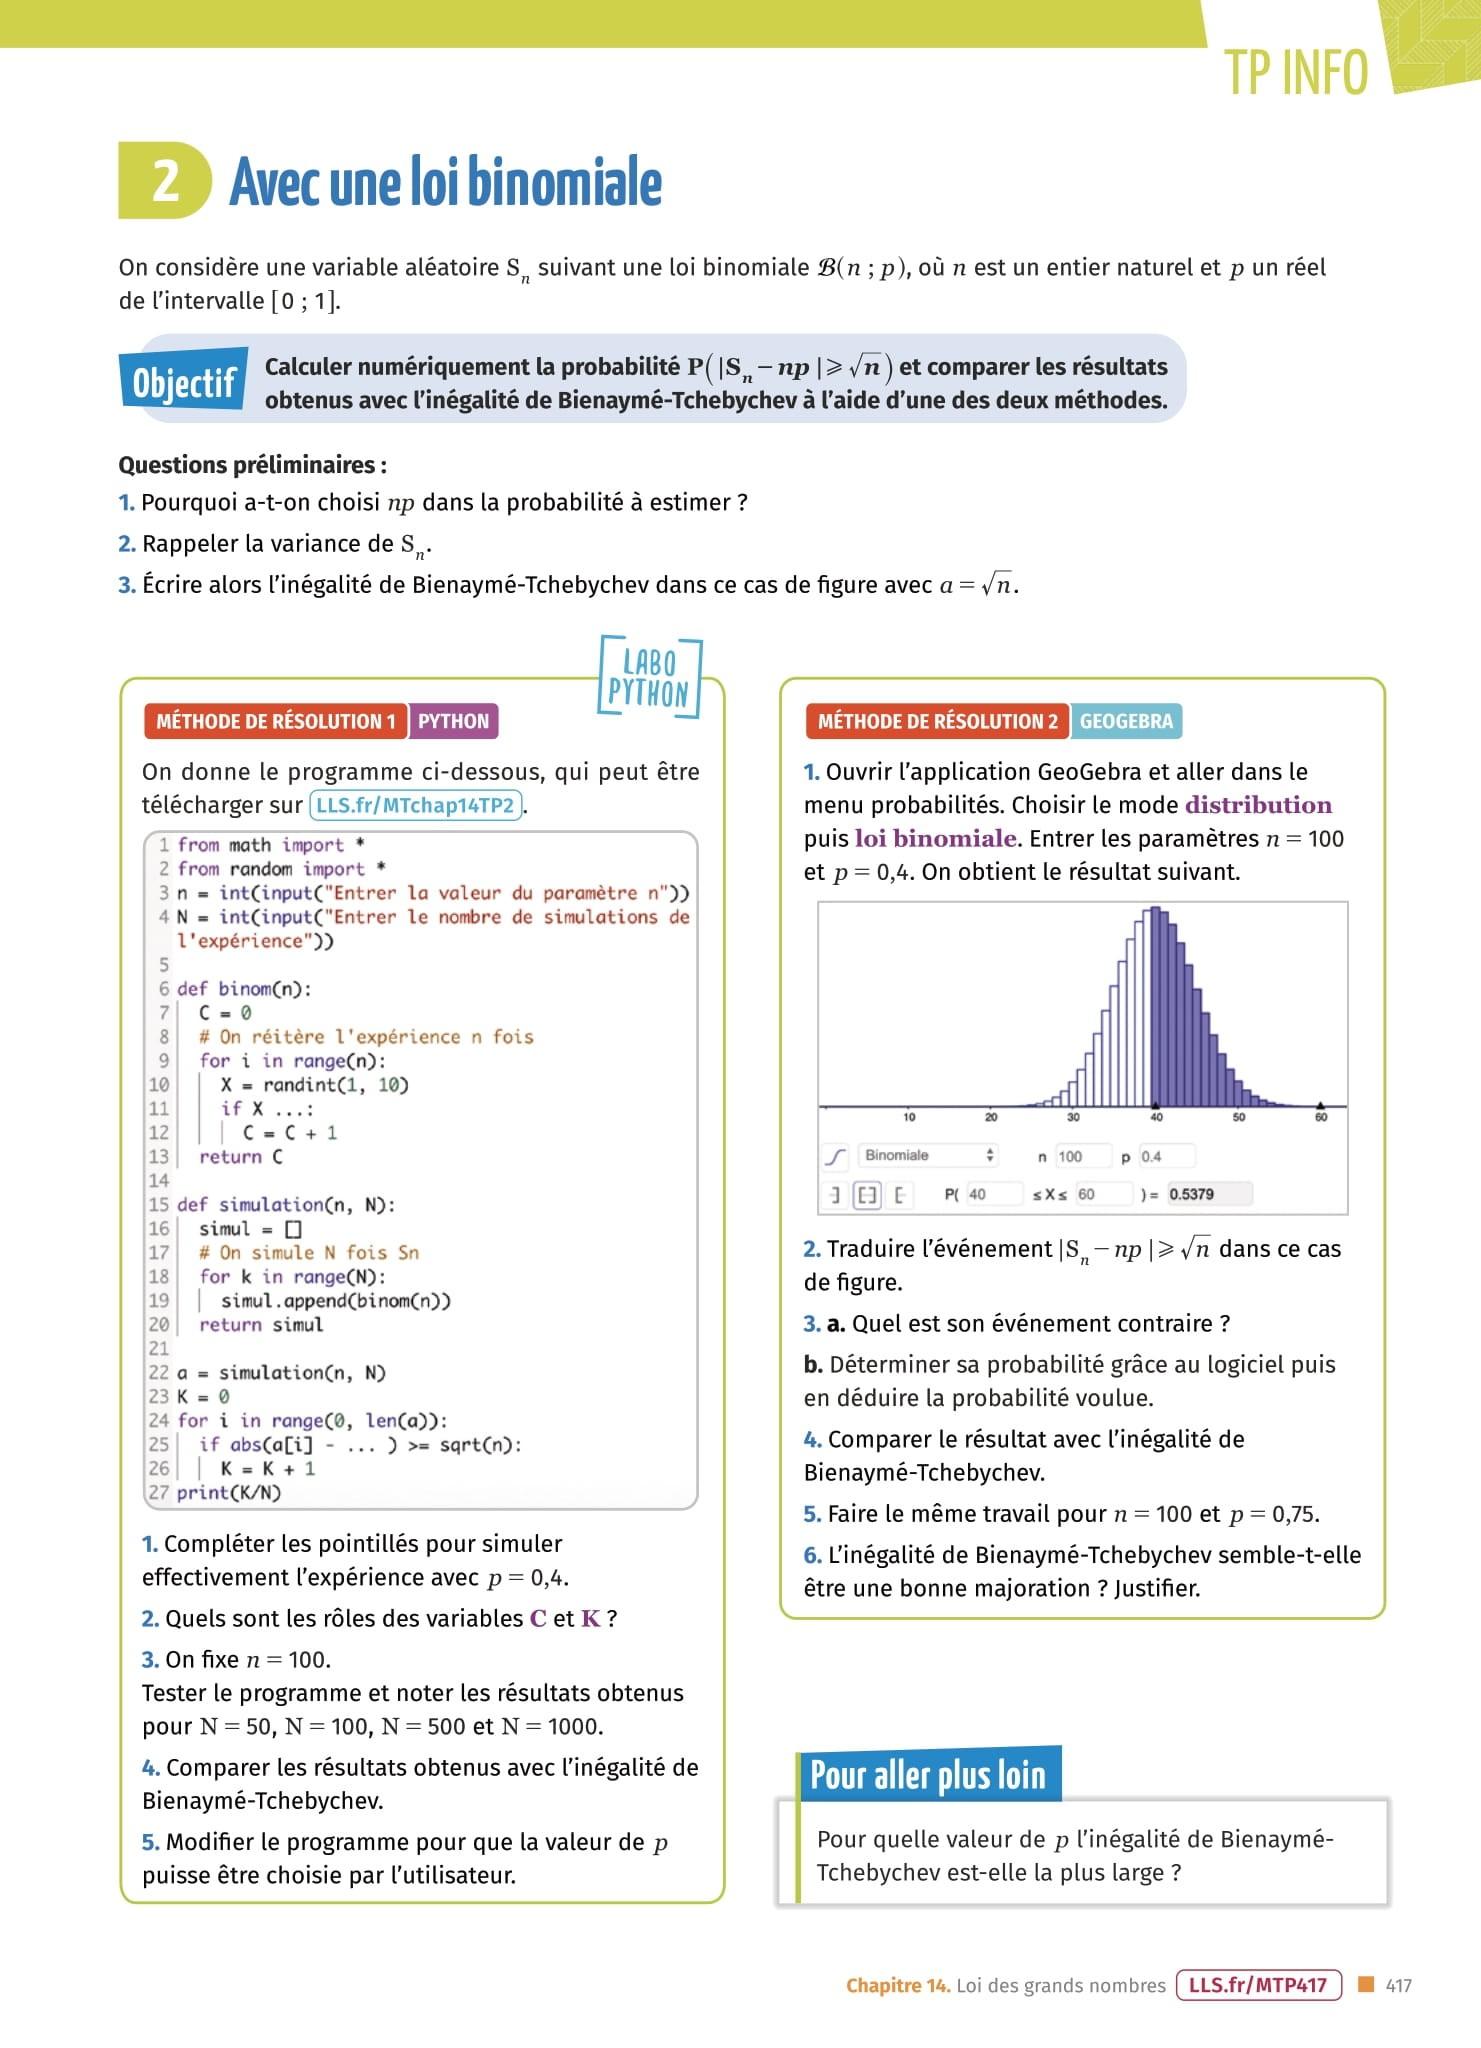 TP INFO
2 Avec une loi binomiale
On considère une variable aléatoire Sₙ suivant une loi binomiale ℬ(n ; p), où n est un entier naturel et p un réel
de l’intervalle [0 ; 1].
Objectif
Calculer numériquement la probabilité P(|Sₙ − np| ⩾ √n) et comparer les résultats
obtenus avec l’inégalité de Bienaymé-Tchebychev à l’aide d’une des deux méthodes.
Questions préliminaires :
1. Pourquoi a-t-on choisi np dans la probabilité à estimer ?
2. Rappeler la variance de Sₙ.
3. Écrire alors l’inégalité de Bienaymé-Tchebychev dans ce cas de figure avec a = √n.
LABO
PYTHON
MÉTHODE DE RÉSOLUTION 1 PYTHON
On donne le programme ci-dessous, qui peut être
télécharger sur LLS.fr/MTchap14TP2.
1 from math import *
2 from random import *
3 n = int(input("Entrer la valeur du paramètre n"))
4 N = int(input("Entrer le nombre de simulations de
l'expérience"))
5
6 def binom(n):
7 C = 0
8 # On réitère l'expérience n fois
9 for i in range(n):
10 X = randint(1, 10)
11 if X ...:
12 C = C + 1
13 return C
14
15 def simulation(n, N):
16 simul = []
17 # On simule N fois Sn
18 for k in range(N):
19 simul.append(binom(n))
20 return simul
21
22 a = simulation(n, N)
23 K = 0
24 for i in range(0, len(a)):
25 if abs(a[i] - ... ) >= sqrt(n):
26 K = K + 1
27 print(K/N)
1. Compléter les pointillés pour simuler
effectivement l’expérience avec p = 0,4.
2. Quels sont les rôles des variables C et K ?
3. On fixe n = 100.
Tester le programme et noter les résultats obtenus
pour N = 50, N = 100, N = 500 et N = 1000.
4. Comparer les résultats obtenus avec l’inégalité de
Bienaymé-Tchebychev.
5. Modifier le programme pour que la valeur de p
puisse être choisie par l’utilisateur.
MÉTHODE DE RÉSOLUTION 2 GEOGEBRA
1. Ouvrir l’application GeoGebra et aller dans le
menu probabilités. Choisir le mode distribution
puis loi binomiale. Entrer les paramètres n = 100
et p = 0,4. On obtient le résultat suivant.
10 20 30 40 50 60
Binomiale n 100 p 0.4
P( 40 ≤ X ≤ 60 ) = 0.5379
2. Traduire l’événement |Sₙ − np| ⩾ √n dans ce cas
de figure.
3. a. Quel est son événement contraire ?
b. Déterminer sa probabilité grâce au logiciel puis
en déduire la probabilité voulue.
4. Comparer le résultat avec l’inégalité de
Bienaymé-Tchebychev.
5. Faire le même travail pour n = 100 et p = 0,75.
6. L’inégalité de Bienaymé-Tchebychev semble-t-elle
être une bonne majoration ? Justifier.
Pour aller plus loin
Pour quelle valeur de p l’inégalité de Bienaymé-
Tchebychev est-elle la plus large ?
Chapitre 14. Loi des grands nombres LLS.fr/MTP417 417